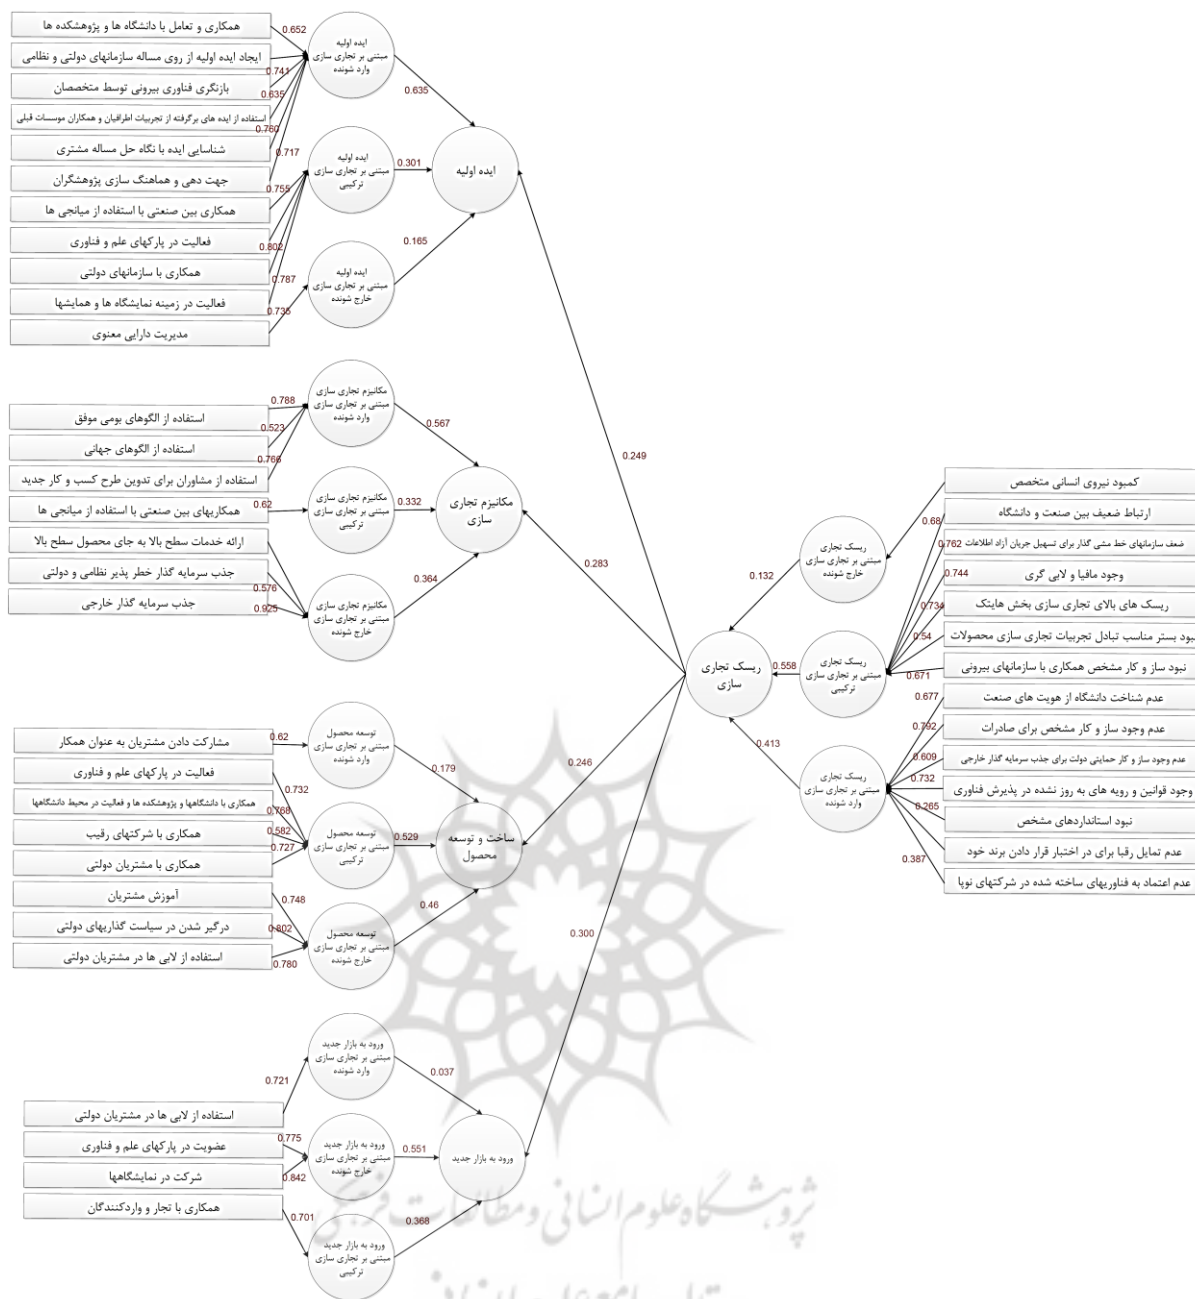 همکاری و تعامل با دانشگاه ها و پژوهشکده ها
ایجاد ایده اولیه از روی مساله سازمانهای دولتی و نظامی
بازنگری فناوری بیرونی توسط متخصصان
استفاده از ایده های برگرفته از تجربیات اطرافیان و همکاران موسسات قبلی
شناسایی ایده با نگاه حل مساله مشتری
جهت دهی و هماهنگ سازی پژوهشگران
همکاری بین صنعتی با استفاده از میانجی ها
فعالیت در پارکهای علم و فناوری
همکاری با سازمانهای دولتی
فعالیت در زمینه نمایشگاه ها و همایشها
مدیریت دارایی معنوی
0.652
0.741
0.635
0.760
0.717
0.755
0.802
0.787
0.735
ایده اولیه
مبتنی بر تجاری سازی
وارد شونده
ایده اولیه
مبتنی بر تجاری سازی
ترکیبی
ایده اولیه
مبتنی بر تجاری سازی
خارج شونده
0.635
0.301
0.165
ایده اولیه
استفاده از الگوهای بومی موفق
استفاده از الگوهای جهانی
استفاده از مشاوران برای تدوین طرح کسب و کار جدید
همکاریهای بین صنعتی با استفاده از میانجی ها
ارائه خدمات سطح بالا به جای محصول سطح بالا
جذب سرمایه گذار خطر پذیر نظامی و دولتی
جذب سرمایه گذار خارجی
0.788
0.523
0.766
0.62
0.576
0.925
مکانیزم تجاری سازی
مبتنی بر تجاری سازی
وارد شونده
مکانیزم تجاری سازی
مبتنی بر تجاری سازی
ترکیبی
مکانیزم تجاری سازی
مبتنی بر تجاری سازی
خارج شونده
0.567
0.332
0.364
مکانیزم تجاری
سازی
مشارکت دادن مشتریان به عنوان همکار
فعالیت در پارکهای علم و فناوری
همکاری با دانشگاهها و پژوهشکده ها و فعالیت در محیط دانشگاهها
همکاری با شرکتهای رقیب
همکاری با مشتریان دولتی
آموزش مشتریان
درگیر شدن در سیاست گذاریهای دولتی
استفاده از لابی ها در مشتریان دولتی
0.62
0.732
0.768
0.582
0.727
0.748
0.802
0.780
توسعه محصول
مبتنی بر تجاری سازی
وارد شونده
توسعه محصول
مبتنی بر تجاری سازی
ترکیبی
توسعه محصول
مبتنی بر تجاری سازی
خارج شونده
0.179
0.529
0.46
ساخت و توسعه
محصول
استفاده از لابی ها در مشتریان دولتی
عضویت در پارکهای علم و فناوری
شرکت در نمایشگاهها
همکاری با تجار و واردکنندگان
0.721
0.775
0.842
0.701
ورود به بازار جدید
مبتنی بر تجاری سازی
وارد شونده
ورود به بازار جدید
مبتنی بر تجاری سازی
خارج شونده
ورود به بازار جدید
مبتنی بر تجاری سازی
ترکیبی
0.037
0.551
0.368
ورود به بازار جدید
0.249
0.283
0.246
0.300
ریسک تجاری
سازی
0.132
0.558
0.413
ریسک تجاری
مبتنی بر تجاری سازی
خارج شونده
ریسک تجاری
مبتنی بر تجاری سازی
ترکیبی
ریسک تجاری
مبتنی بر تجاری سازی
وارد شونده
0.68
0.762
0.744
0.734
0.54
0.671
0.677
0.792
0.609
0.732
0.265
0.387
کمبود نیروی انسانی متخصص
ارتباط ضعیف بین صنعت و دانشگاه
ضعف سازمانهای خط مشی گذار برای تسهیل جریان آزاد اطلاعات
وجود مافیا و لابی گری
ریسک های بالای تجاری سازی بخش هایتک
نبود بستر مناسب تبادل تجربیات تجاری سازی محصولات
نبود ساز و کار مشخص همکاری با سازمانهای بیرونی
عدم شناخت دانشگاه از هویت های صنعت
عدم وجود ساز و کار مشخص برای صادرات
عدم وجود ساز و کار حمایتی دولت برای جذب سرمایه گذار خارجی
وجود قوانین و رویه های به روز نشده در پذیرش فناوری
نبود استانداردهای مشخص
عدم تمایل رقبا برای در اختیار قرار دادن برند خود
عدم اعتماد به فناوریهای ساخته شده در شرکتهای نوپا
پژوهشگاه علوم انسانی و مطالعات فرهنگی